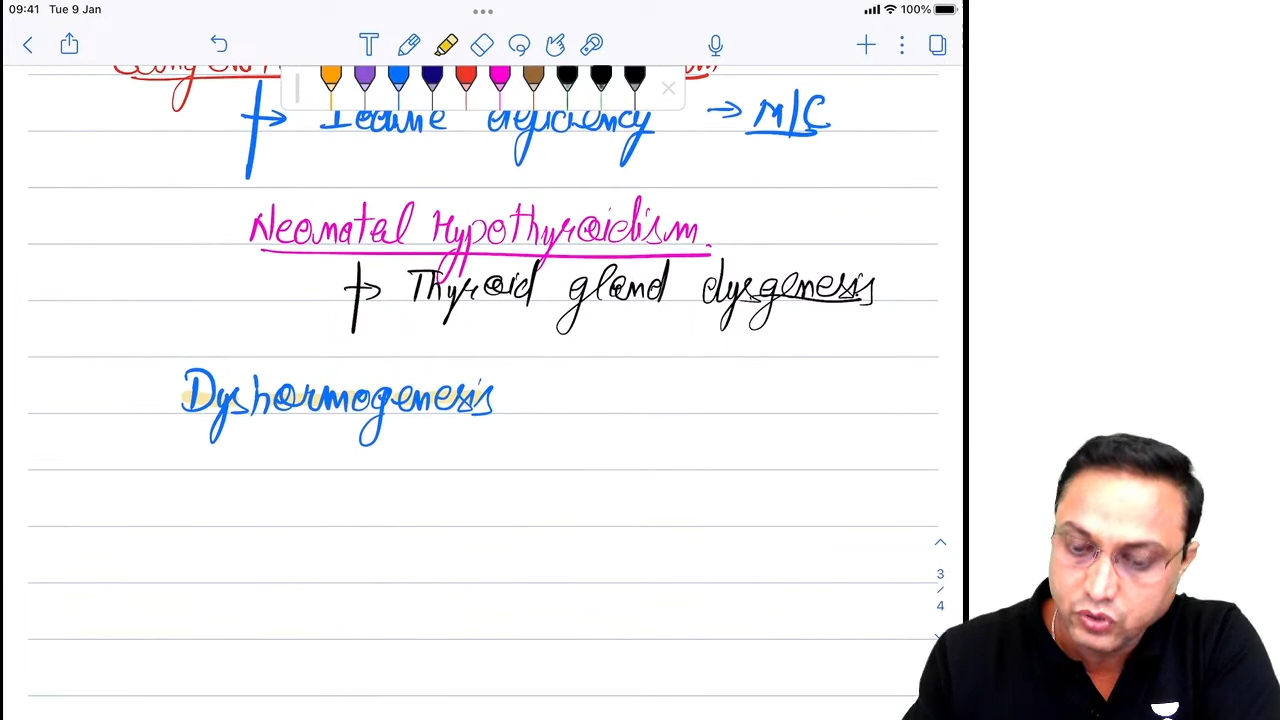 09:41 Tue 9 Jan
100%
T
→ Iodine deficiency → M/C
Neonatal Hypothyroidism.
→ Thyroid gland dysgenesis
Dyshormogenesis
3
/
4